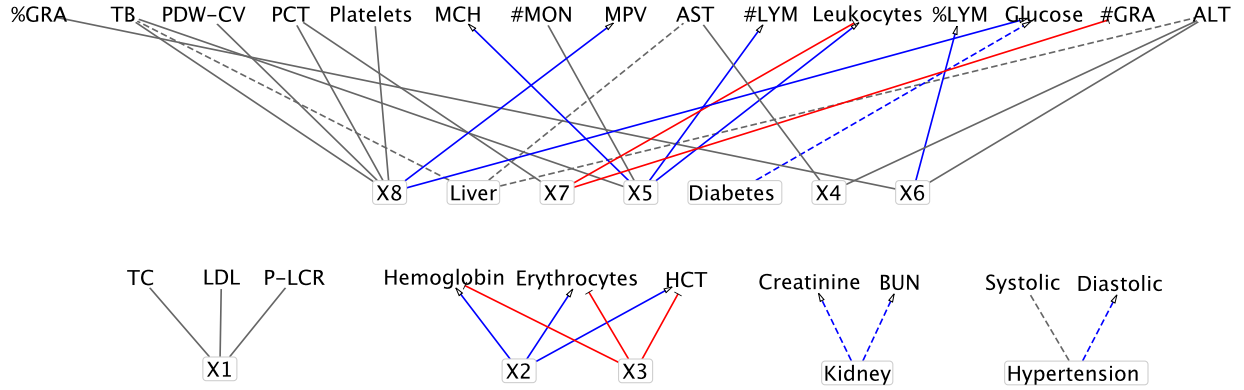 %GRA TB PDW-CV PCT Platelets MCH #MON MPV AST #LYM Leukocytes %LYM Glucose #GRA ALT
X8 Liver X7 X5 Diabetes X4 X6
TC LDL P-LCR Hemoglobin Erythrocytes HCT Creatinine BUN Systolic Diastolic
X1 X2 X3 Kidney Hypertension